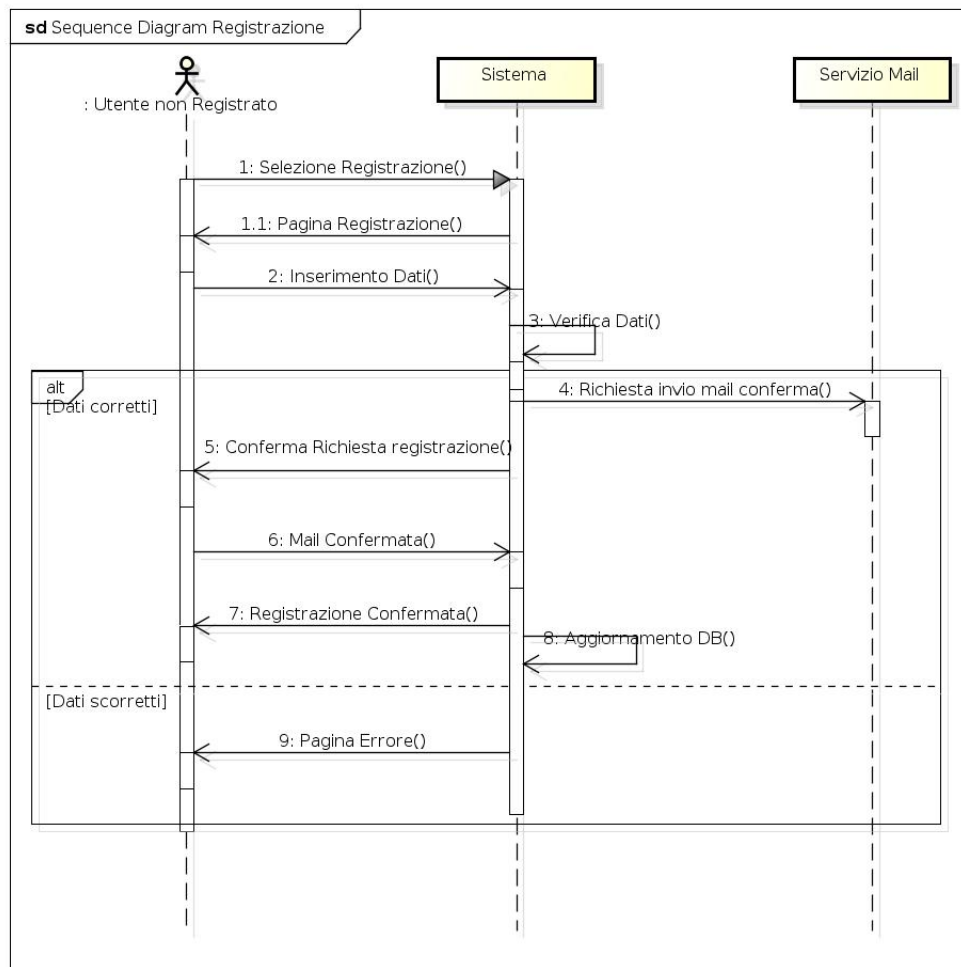 sd Sequence Diagram Registrazione
: Utente non Registrato
Sistema
Servizio Mail
1: Selezione Registrazione()
1.1: Pagina Registrazione()
2: Inserimento Dati()
3: Verifica Dati()
alt
[Dati corretti]
4: Richiesta invio mail conferma()
5: Conferma Richiesta registrazione()
6: Mail Confermata()
7: Registrazione Confermata()
8: Aggiornamento DB()
[Dati scorretti]
9: Pagina Errore()